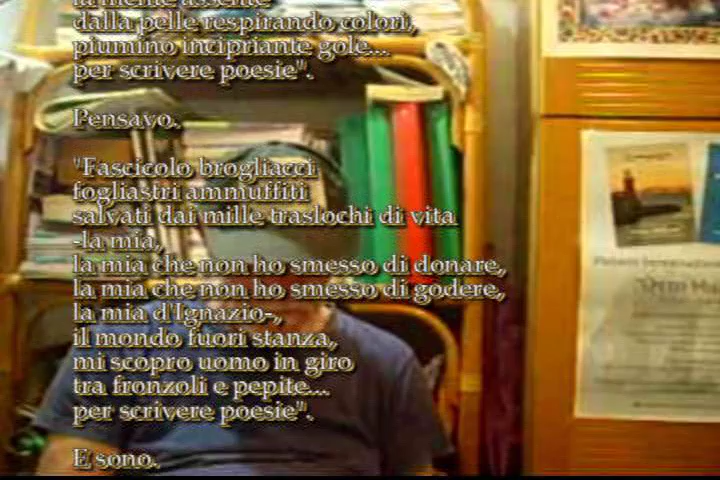 la mente assente
dalla pelle respirando colori,
piumino incipriante gole...
per scrivere poesie".
Pensavo.
"Fascicolo brogliacci
fogliastri ammuffiti
salvati dai mille traslochi di vita
-la mia,
la mia che non ho smesso di donare,
la mia che non ho smesso di godere,
la mia d'Ignazio-,
il mondo fuori stanza,
mi scopro uomo in giro
tra fronzoli e pepite...
per scrivere poesie".
E sono.